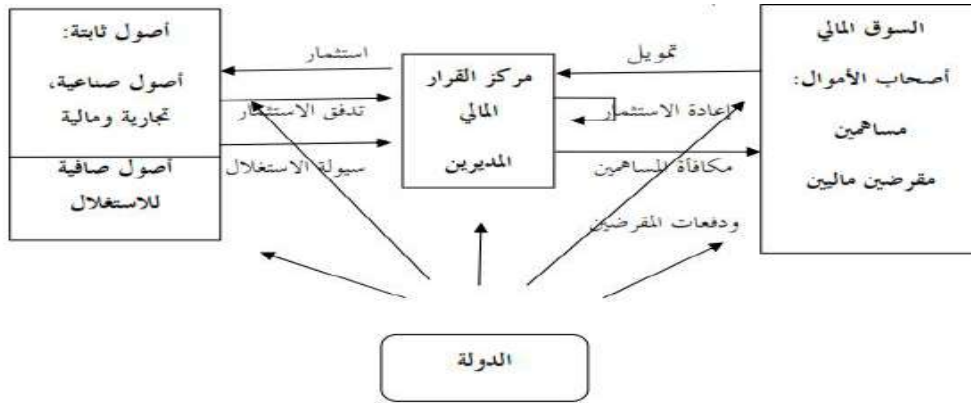 السوق المالي
أصحاب الأموال:
مساهمين
مقرضين ماليين
تمويل
إعادة الاستثمار
مكافأة المساهمين
ودفعات المقرضين
مركز القرار
المالي
المديرين
استثمار
تدفق الاستثمار
سيولة الاستغلال
أصول ثابتة:
أصول صناعية،
تجارية ومالية
أصول صافية
للاستغلال
الدولة